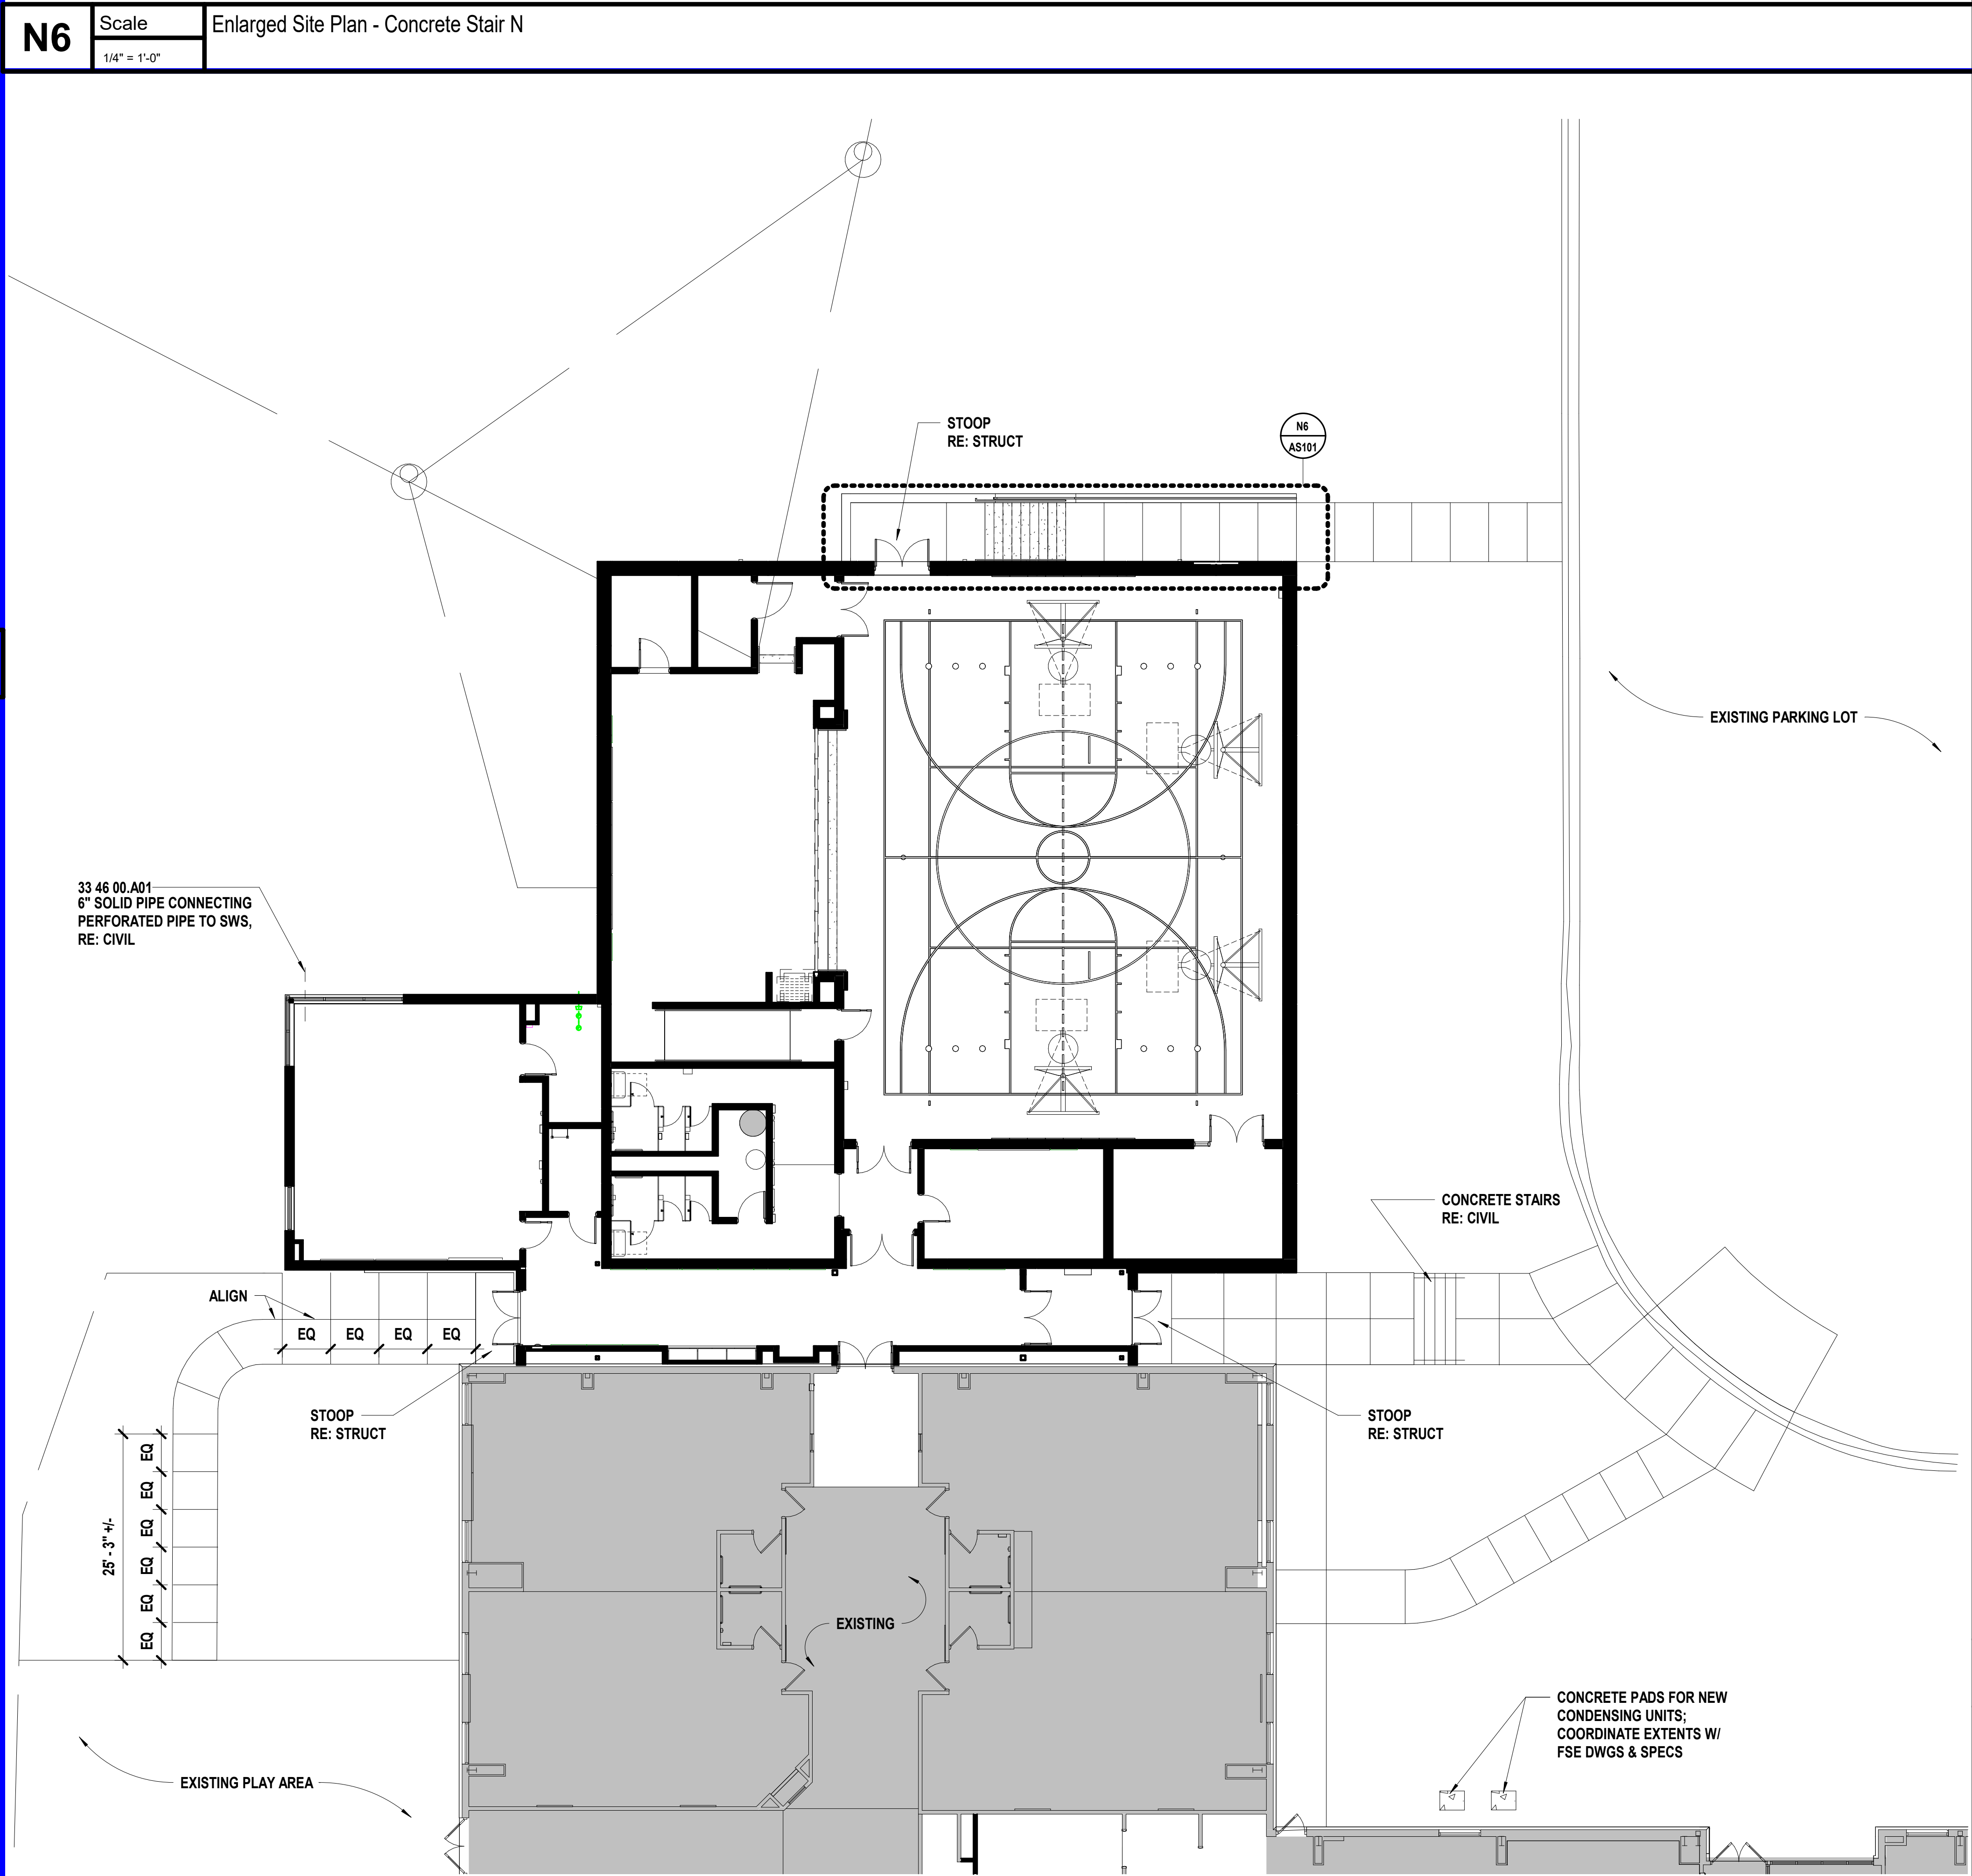 N6
Scale
1/4" = 1'-0"
Enlarged Site Plan - Concrete Stair N
STOOP
RE: STRUCT
N6
AS101
EXISTING PARKING LOT
33 46 00.A01
6" SOLID PIPE CONNECTING
PERFORATED PIPE TO SWS,
RE: CIVIL
CONCRETE STAIRS
RE: CIVIL
ALIGN
EQ
EQ
EQ
EQ
STOOP
RE: STRUCT
STOOP
RE: STRUCT
25' - 3" +/-
EQ
EQ
EQ
EQ
EQ
EQ
EXISTING
CONCRETE PADS FOR NEW
CONDENSING UNITS;
COORDINATE EXTENTS W/
FSE DWGS & SPECS
EXISTING PLAY AREA